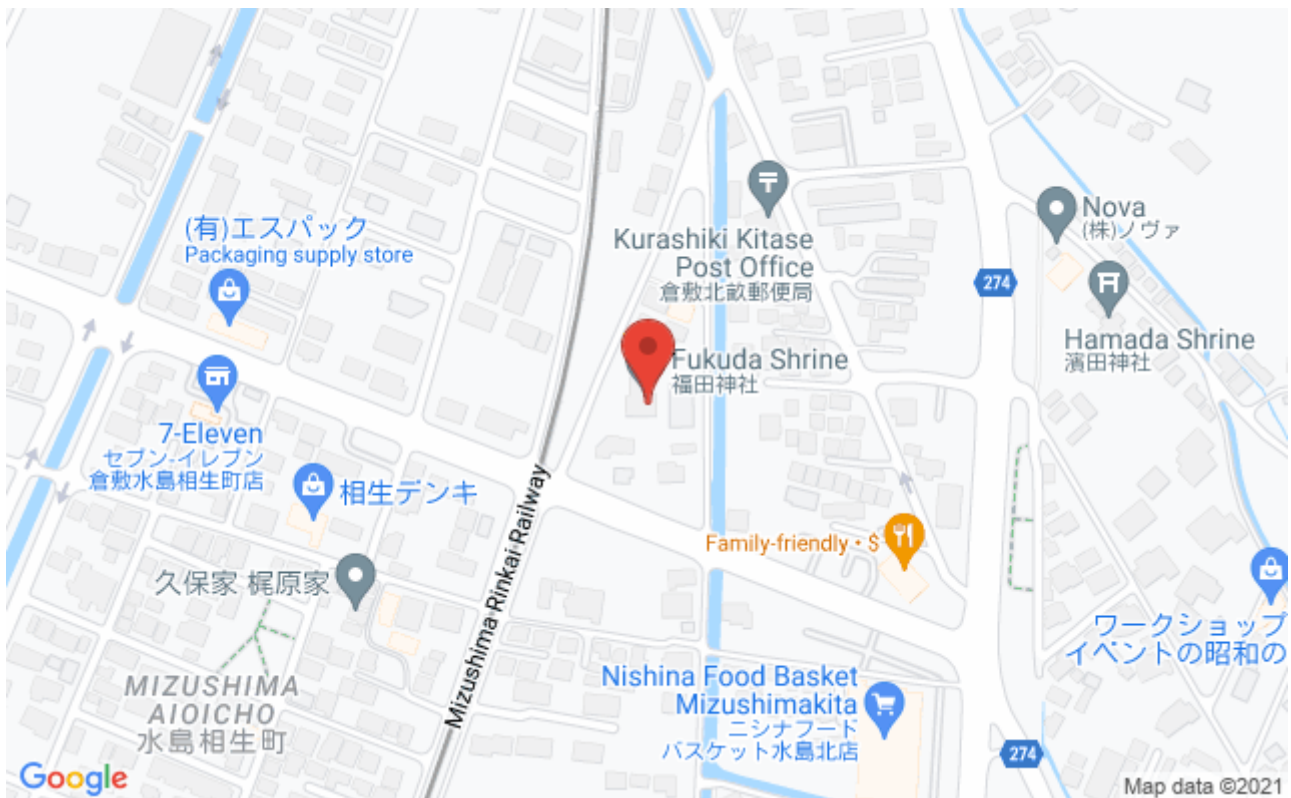 (有)エスパック
Packaging supply store
Kurashiki Kitase
Post Office
倉敷北畝郵便局
Nova
(株)ノヴァ
274
Hamada Shrine
濱田神社
Fukuda Shrine
福田神社
7-Eleven
セブン-イレブン
倉敷水島相生町店
相生デンキ
Mizushima Rinkai Railway
Family-friendly • $
久保家 梶原家
ワークショップ
イベントの昭和の
Nishina Food Basket
Mizushimakita
ニシナフード
バスケット水島北店
MIZUSHIMA
AIOICHO
水島相生町
274
Google
Map data ©2021